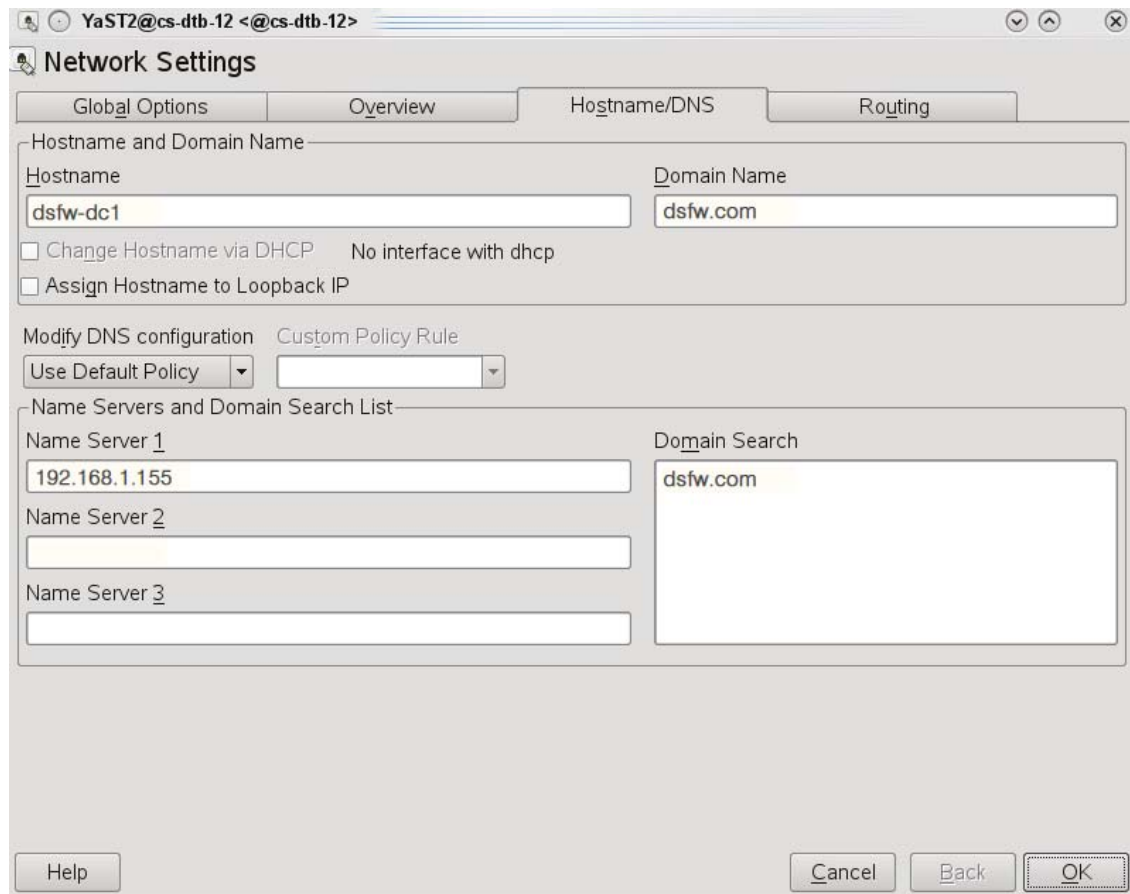 YaST2@cs-dtb-12 <@cs-dtb-12>
Network Settings
Global Options
Overview
Hostname/DNS
Routing
Hostname and Domain Name
Hostname
Domain Name
dsfw-dc1
dsfw.com
Change Hostname via DHCP
No interface with dhcp
Assign Hostname to Loopback IP
Modify DNS configuration
Custom Policy Rule
Use Default Policy
Name Servers and Domain Search List
Name Server 1
Domain Search
192.168.1.155
dsfw.com
Name Server 2
Name Server 3
Help
Cancel
Back
OK